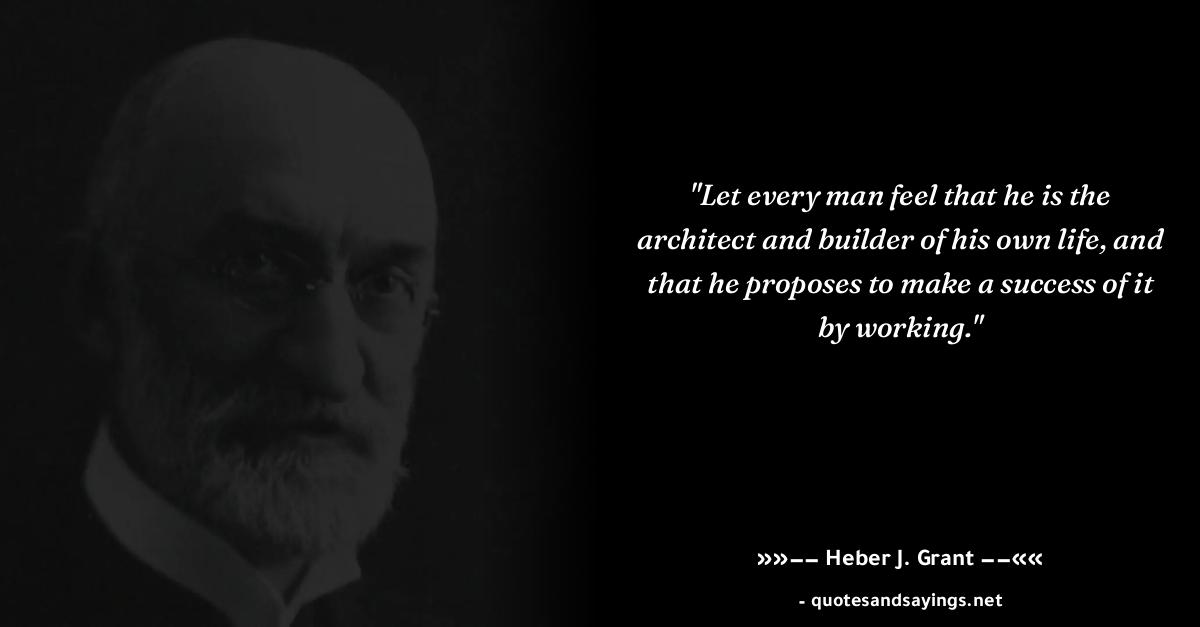 "Let every man feel that he is the
architect and builder of his own life, and
that he proposes to make a success of it
by working."
»»–– Heber J. Grant ––««
- quotesandsayings.net